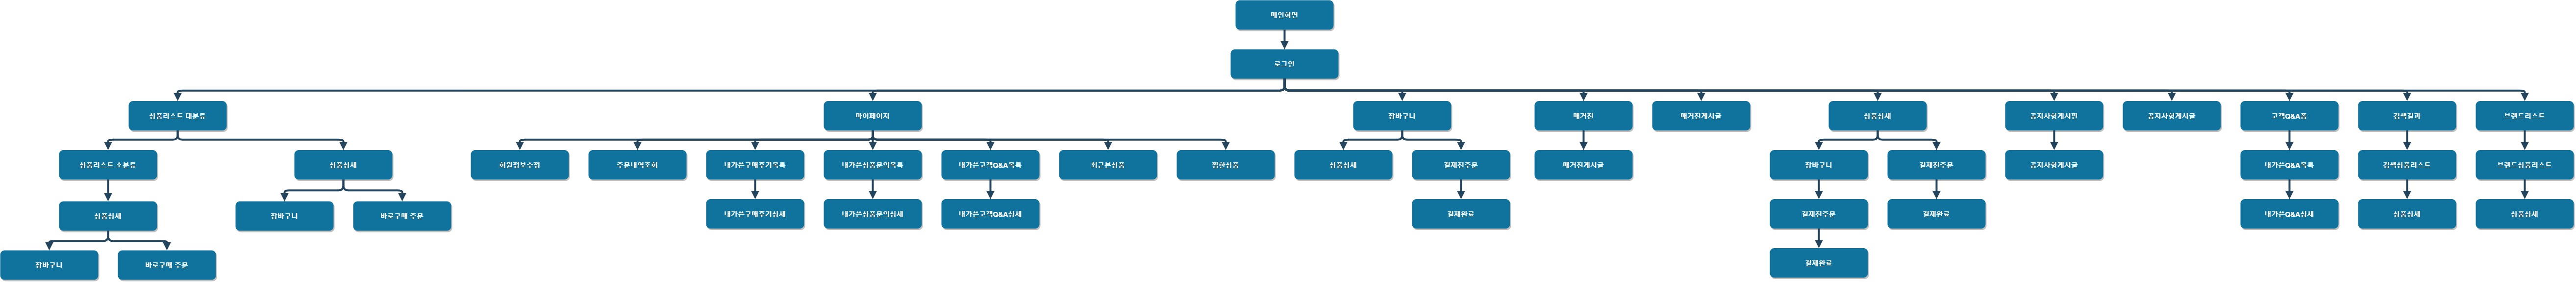 메인화면
로그인
상품리스트 대분류
마이페이지
장바구니
매거진
매거진게시글
상품상세
공지사항게시판
공지사항게시글
고객Q&A폼
검색결과
브랜드리스트
상품리스트 소분류
상품상세
회원정보수정
주문내역조회
내가쓴구매후기목록
내가쓴상품문의목록
내가쓴고객Q&A목록
최근본상품
찜한상품
상품상세
결제전주문
매거진게시글
장바구니
결제전주문
공지사항게시글
내가쓴Q&A목록
검색상품리스트
브랜드상품리스트
상품상세
장바구니
바로구매 주문
내가쓴구매후기상세
내가쓴상품문의상세
내가쓴고객Q&A상세
결제완료
결제전주문
결제완료
내가쓴Q&A상세
상품상세
상품상세
장바구니
바로구매 주문
결제완료